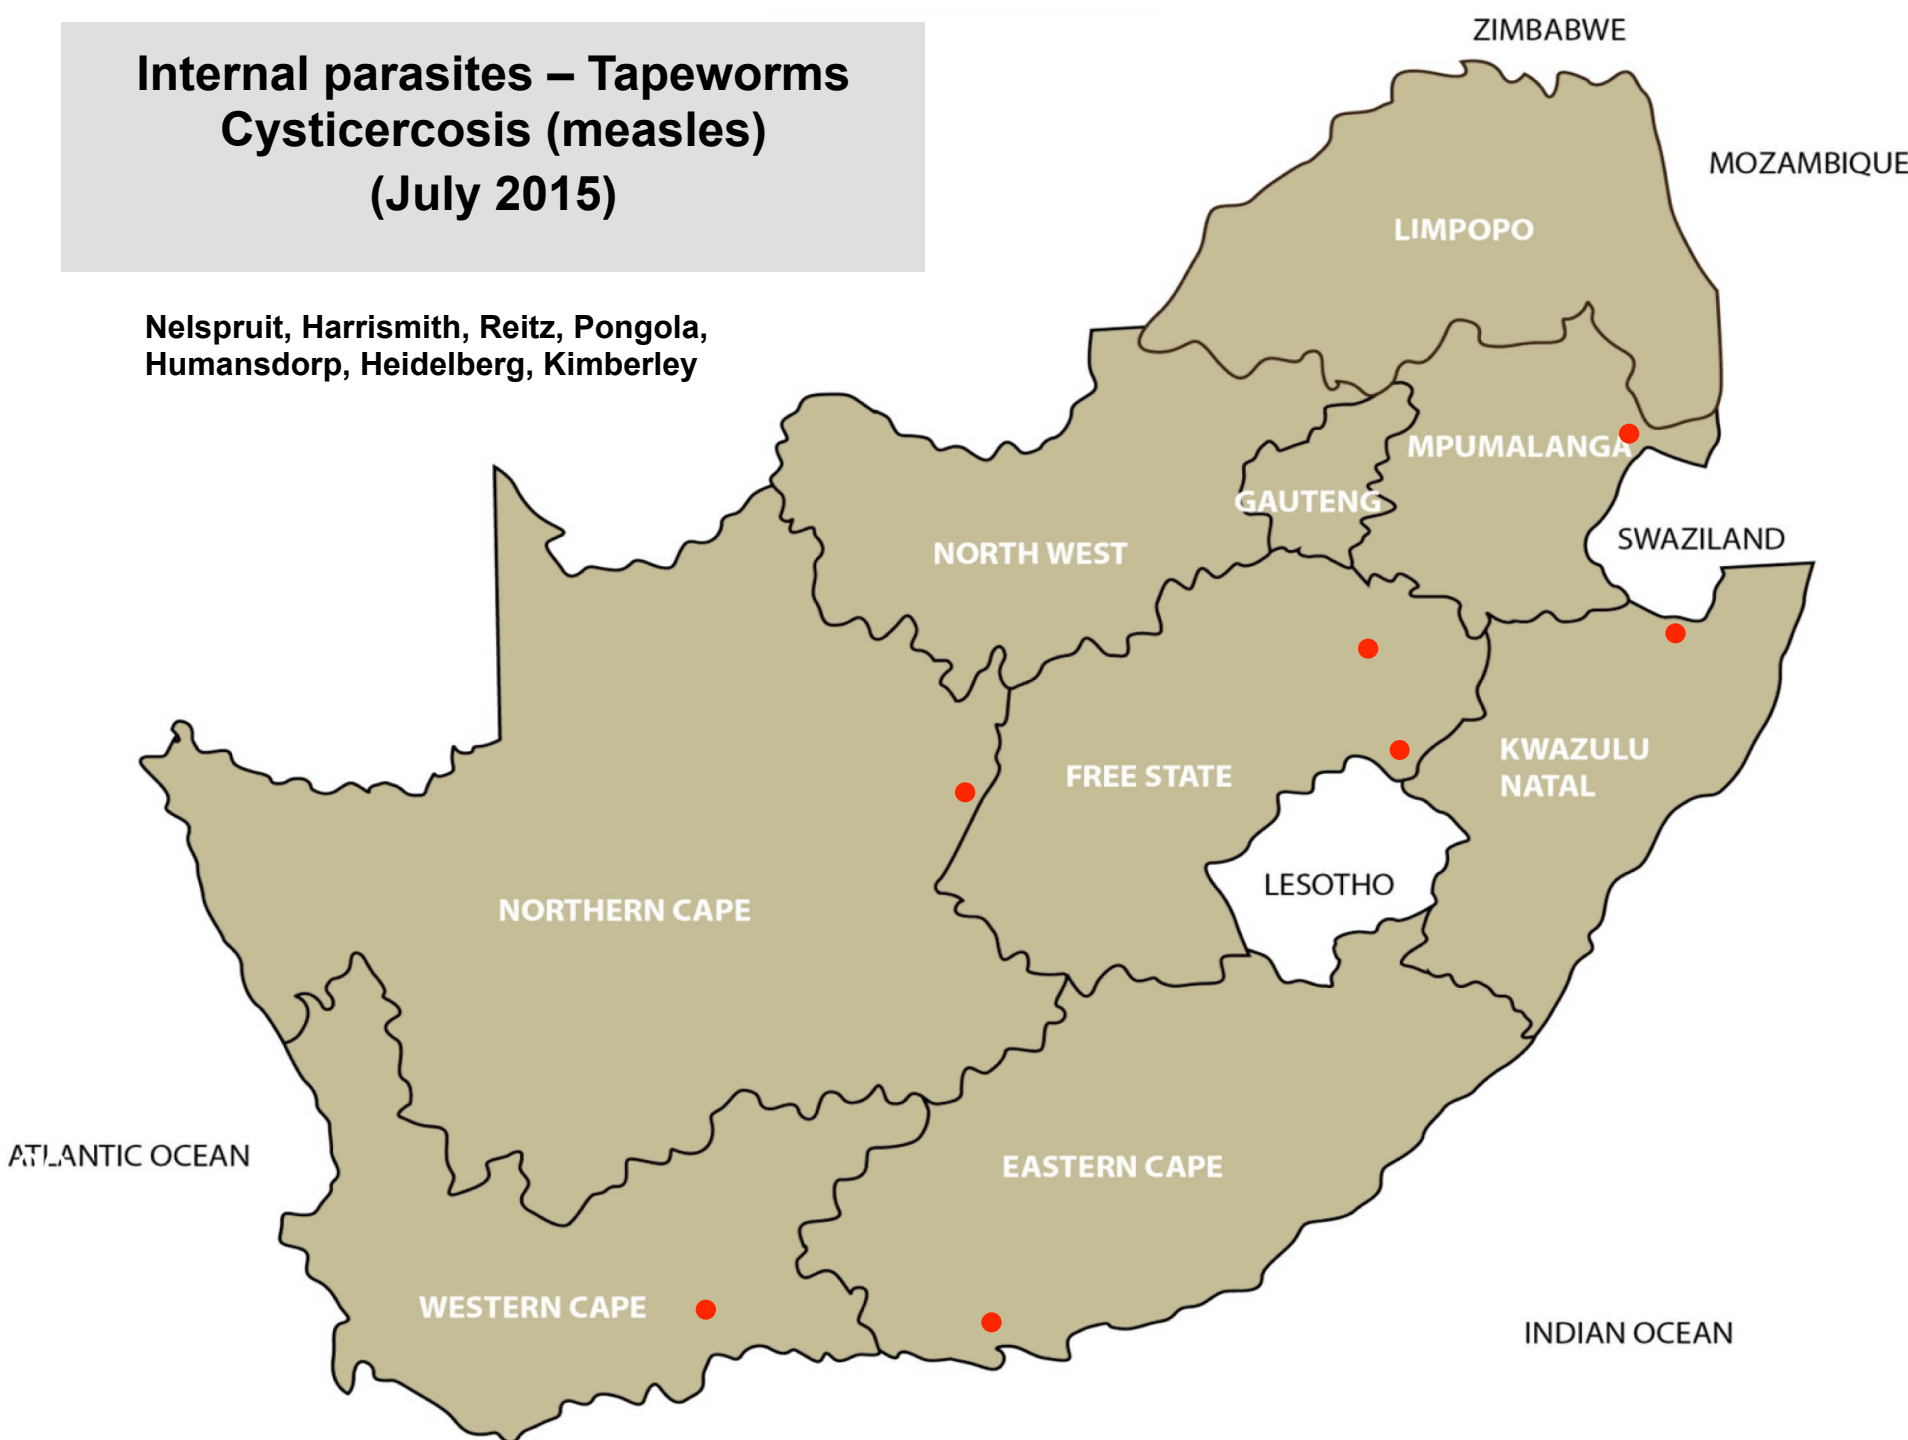 Internal parasites – Tapeworms
Cysticercosis (measles)
(July 2015)
Nelspruit, Harrismith, Reitz, Pongola,
Humansdorp, Heidelberg, Kimberley
ZIMBABWE
MOZAMBIQUE
LIMPOPO
MPUMALANGA
GAUTENG
SWAZILAND
NORTH WEST
KWAZULU
NATAL
FREE STATE
LESOTHO
NORTHERN CAPE
ATLANTIC OCEAN
EASTERN CAPE
WESTERN CAPE
INDIAN OCEAN